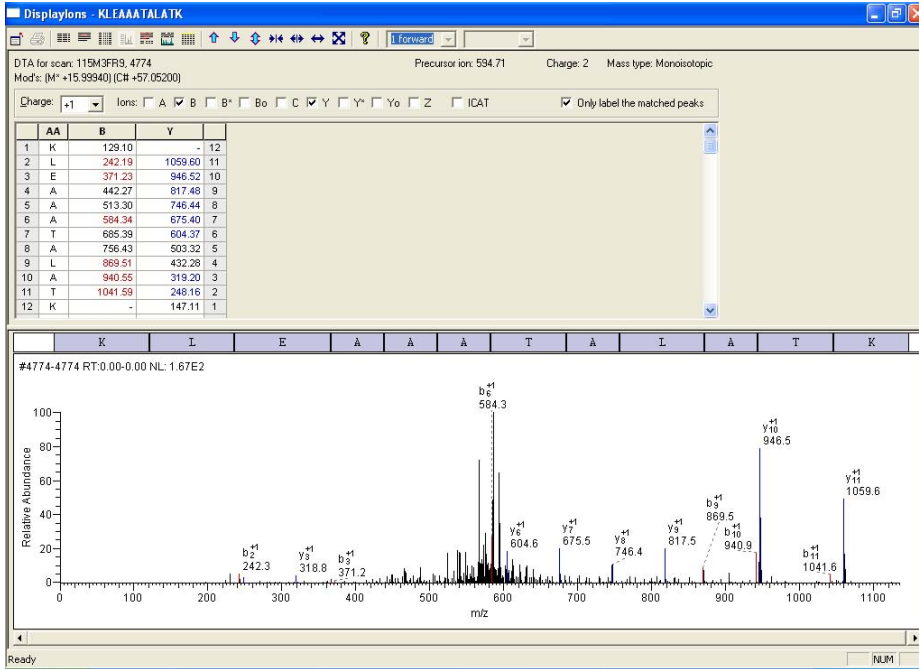 DisplayIons - KLEAAATALATK
1 forward
DTA for scan: 115M3FR9, 4774 Precursor ion: 594.71 Charge: 2 Mass type: Monoisotopic
Mod's: (M* +15.99940) (C# +57.05200)
Charge: +1 Ions: A B B* Bo C Y Y* Yo Z ICAT Only label the matched peaks
AA B Y
1 K 129.10 - 12
2 L 242.19 1059.60 11
3 E 371.23 946.52 10
4 A 442.27 817.48 9
5 A 513.30 746.44 8
6 A 584.34 675.40 7
7 T 685.39 604.37 6
8 A 756.43 503.32 5
9 L 869.51 432.28 4
10 A 940.55 319.20 3
11 T 1041.59 248.16 2
12 K - 147.11 1
K L E A A A T A L A T K
#4774-4774 RT:0.00-0.00 NL: 1.67E2
b6+1
584.3
y10+1
946.5
y11+1
1059.6
b9+1
869.5
b10+1
940.9
y6+1
604.6
y7+1
675.5
y8+1
746.4
y9+1
817.5
b2+1
242.3
y3+1
318.8
b3+1
371.2
b11+1
1041.6
Relative Abundance
100
80
60
40
20
0
0 100 200 300 400 500 600 700 800 900 1000 1100
m/z
Ready NUM